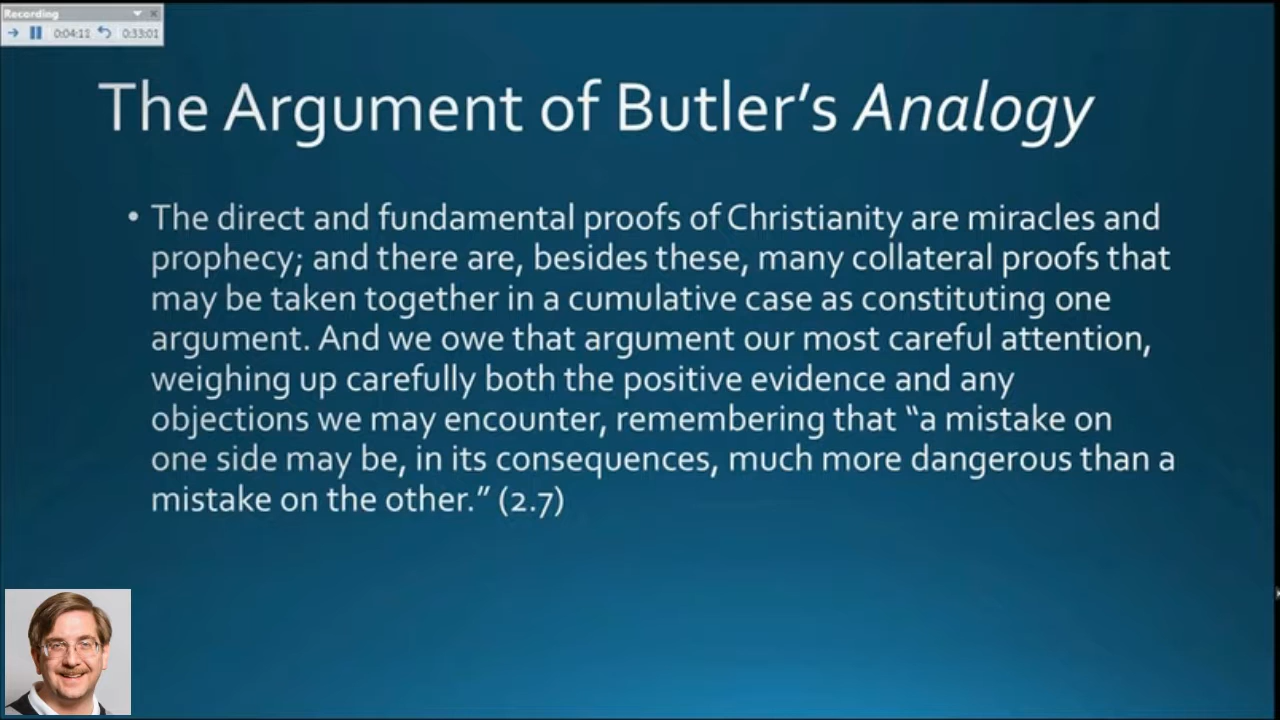 Recording
0:04:11 0:33:01
The Argument of Butler’s Analogy
• The direct and fundamental proofs of Christianity are miracles and
prophecy; and there are, besides these, many collateral proofs that
may be taken together in a cumulative case as constituting one
argument. And we owe that argument our most careful attention,
weighing up carefully both the positive evidence and any
objections we may encounter, remembering that “a mistake on
one side may be, in its consequences, much more dangerous than a
mistake on the other.” (2.7)